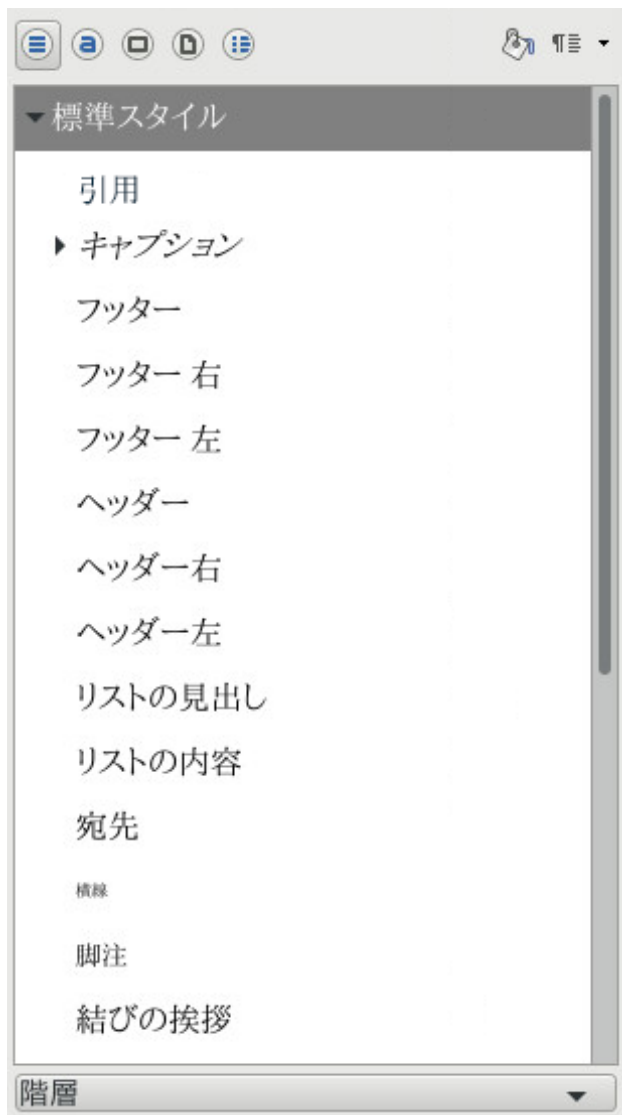 標準スタイル
引用
キャプション
フッター
フッター 右
フッター 左
ヘッダー
ヘッダー右
ヘッダー左
リストの見出し
リストの内容
宛先
横線
脚注
結びの挨拶
階層